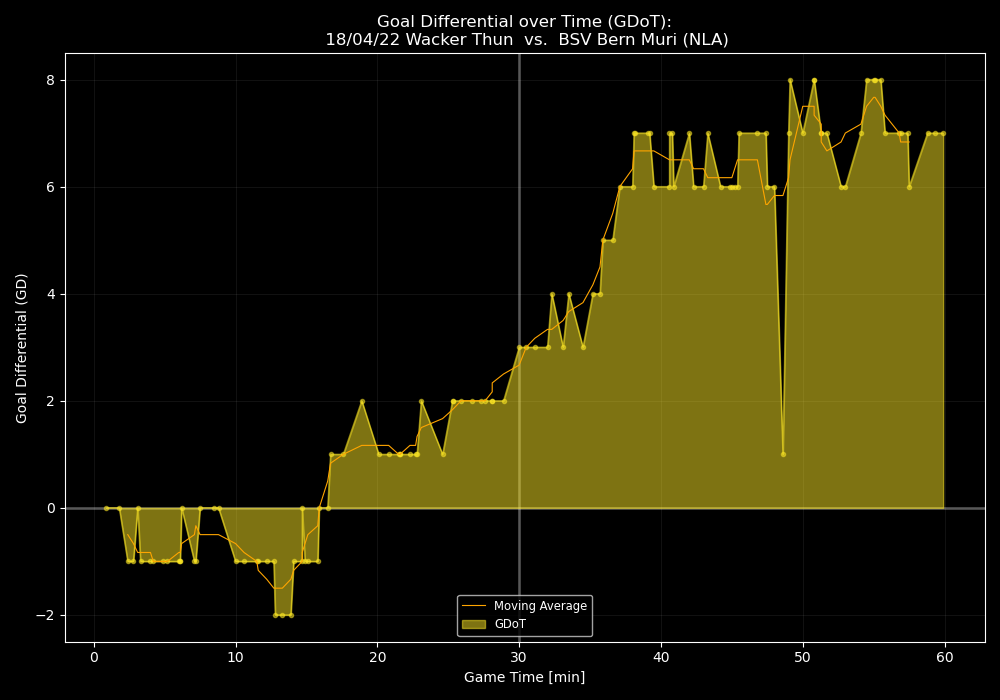 Goal Differential over Time (GDoT):
18/04/22 Wacker Thun  vs.  BSV Bern Muri (NLA)
Goal Differential (GD)
8
6
4
2
0
−2
Moving Average
GDoT
0 10 20 30 40 50 60
Game Time [min]